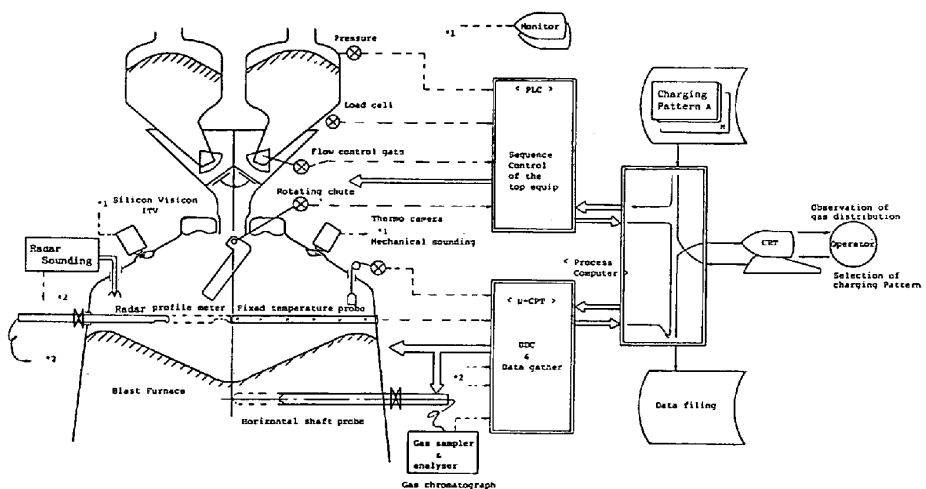 *1
Monitor
Pressure
< PLC >
Charging
Pattern A
M
Load cell
Flow control gate
Sequence
Control
of the
top equip
Rotating chute
*1
Silicon Visicon
ITV
Thermo camera
*1
Mechanical sounding
Observation of
gas distribution
Radar
Sounding
CRT
Operator
< Process
Computer >
Selection of
charging Pattern
*2
Radar profile meter
Fixed temperature probe
< μ-CPT >
*2
DDC
&
Data gather
*2
Blast Furnace
Data filing
Horizontal shaft probe
Gas sampler
&
analyser
Gas chromatograph